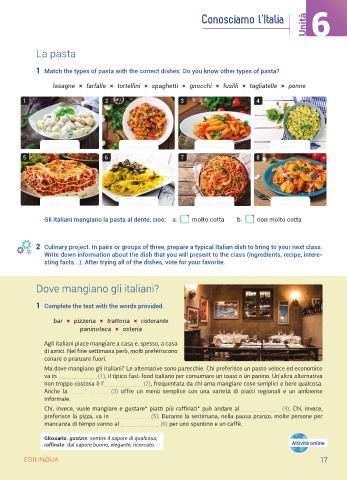 Conosciamo l'Italia
Unità
6
La pasta
1 Match the types of pasta with the correct dishes. Do you know other types of pasta?
lasagne × farfalle × tortellini × spaghetti × gnocchi × fusilli × tagliatelle × penne
1 2 3 4
5 6 7 8
Gli italiani mangiano la pasta al dente, cioè: a. molto cotta b. non molto cotta
2 Culinary project. In pairs or groups of three, prepare a typical Italian dish to bring to your next class.
Write down information about the dish that you will present to the class (ingredients, recipe, intere-
sting facts...). After trying all of the dishes, vote for your favorite.
Dove mangiano gli italiani?
1 Complete the text with the words provided.
bar × pizzeria × trattoria × ristorante
paninoteca × osteria
Agli italiani piace mangiare a casa e, spesso, a casa
di amici. Nel fine settimana però, molti preferiscono
cenare o pranzare fuori.
Ma dove mangiano gli italiani? Le alternative sono parecchie. Chi preferisce un pasto veloce ed economico
va in ____ (1), il tipico fast-food italiano per consumare un toast o un panino. Un'altra alternativa
non troppo costosa è l'____ (2), frequentata da chi ama mangiare cose semplici e bere qualcosa.
Anche la ____ (3) offre un menù semplice con una varietà di piatti regionali e un ambiente
informale.
Chi, invece, vuole mangiare e gustare* piatti più raffinati* può andare al ____ (4). Chi, invece,
preferisce la pizza, va in ____ (5). Durante la settimana, nella pausa pranzo, molte persone per
mancanza di tempo vanno al ____ (6) per uno spuntino e un caffè.
Glossario. gustare: sentire il sapore di qualcosa;
raffinato: dal sapore buono, elegante, ricercato.
Attività online
EDILINGUA
17